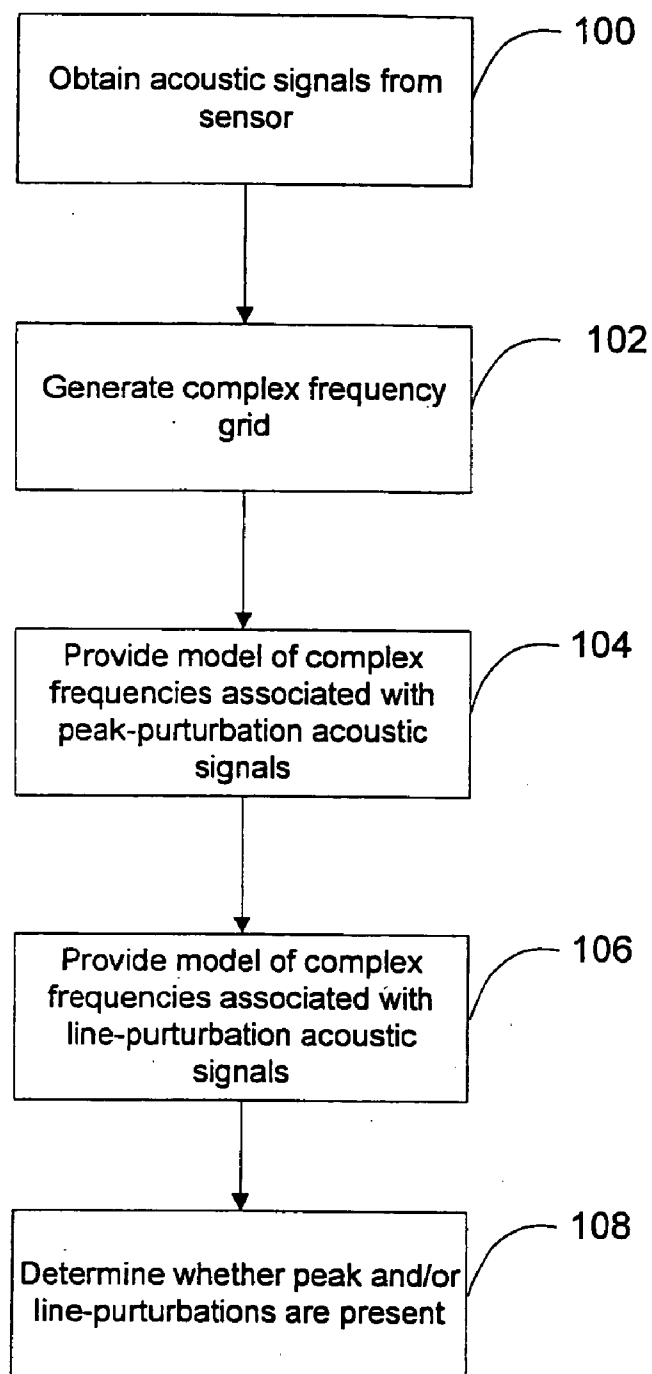 100
Obtain acoustic signals from
sensor
102
Generate complex frequency
grid
104
Provide model of complex
frequencies associated with
peak-purturbation acoustic
signals
106
Provide model of complex
frequencies associated with
line-purturbation acoustic
signals
108
Determine whether peak and/or
line-purturbations are present